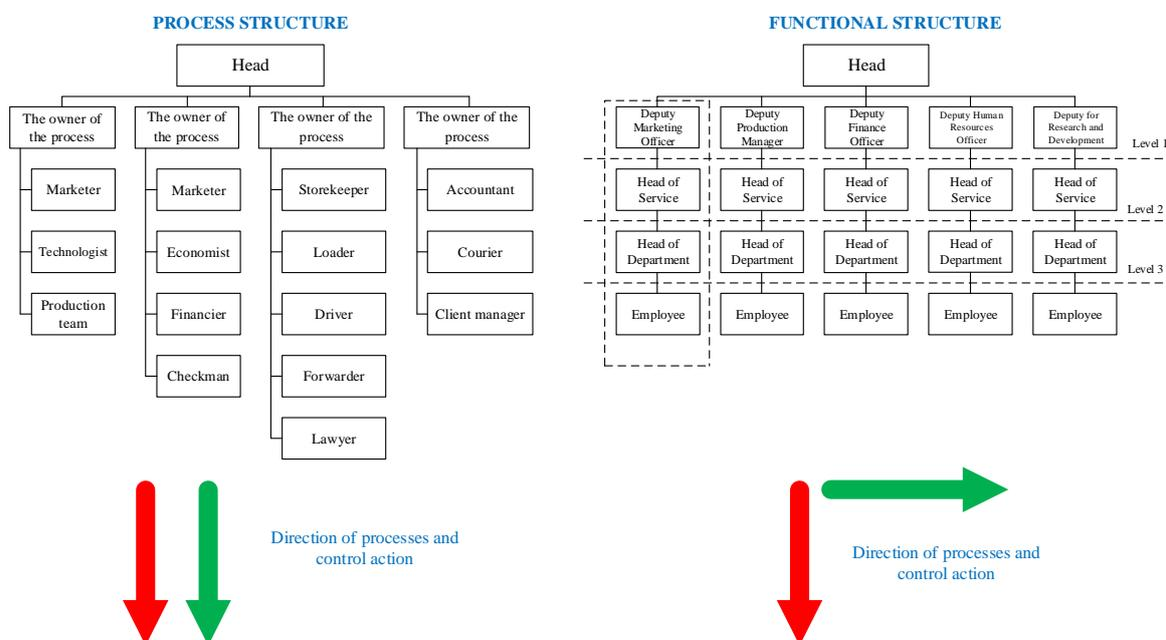 PROCESS STRUCTURE
Head
The owner of
the process
The owner of
the process
The owner of the
process
The owner of the
process
Marketer
Technologist
Production
team
Marketer
Economist
Financier
Checkman
Storekeeper
Loader
Driver
Forwarder
Lawyer
Accountant
Courier
Client manager
Direction of processes and
control action
FUNCTIONAL STRUCTURE
Head
Deputy
Marketing
Officer
Deputy
Production
Manager
Deputy
Finance
Officer
Deputy Human
Resources
Officer
Deputy for
Research and
Development
Level 1
Head of
Service
Head of
Service
Head of
Service
Head of
Service
Head of
Service
Level 2
Head of
Department
Head of
Department
Head of
Department
Head of
Department
Head of
Department
Level 3
Employee
Employee
Employee
Employee
Employee
Direction of processes and
control action